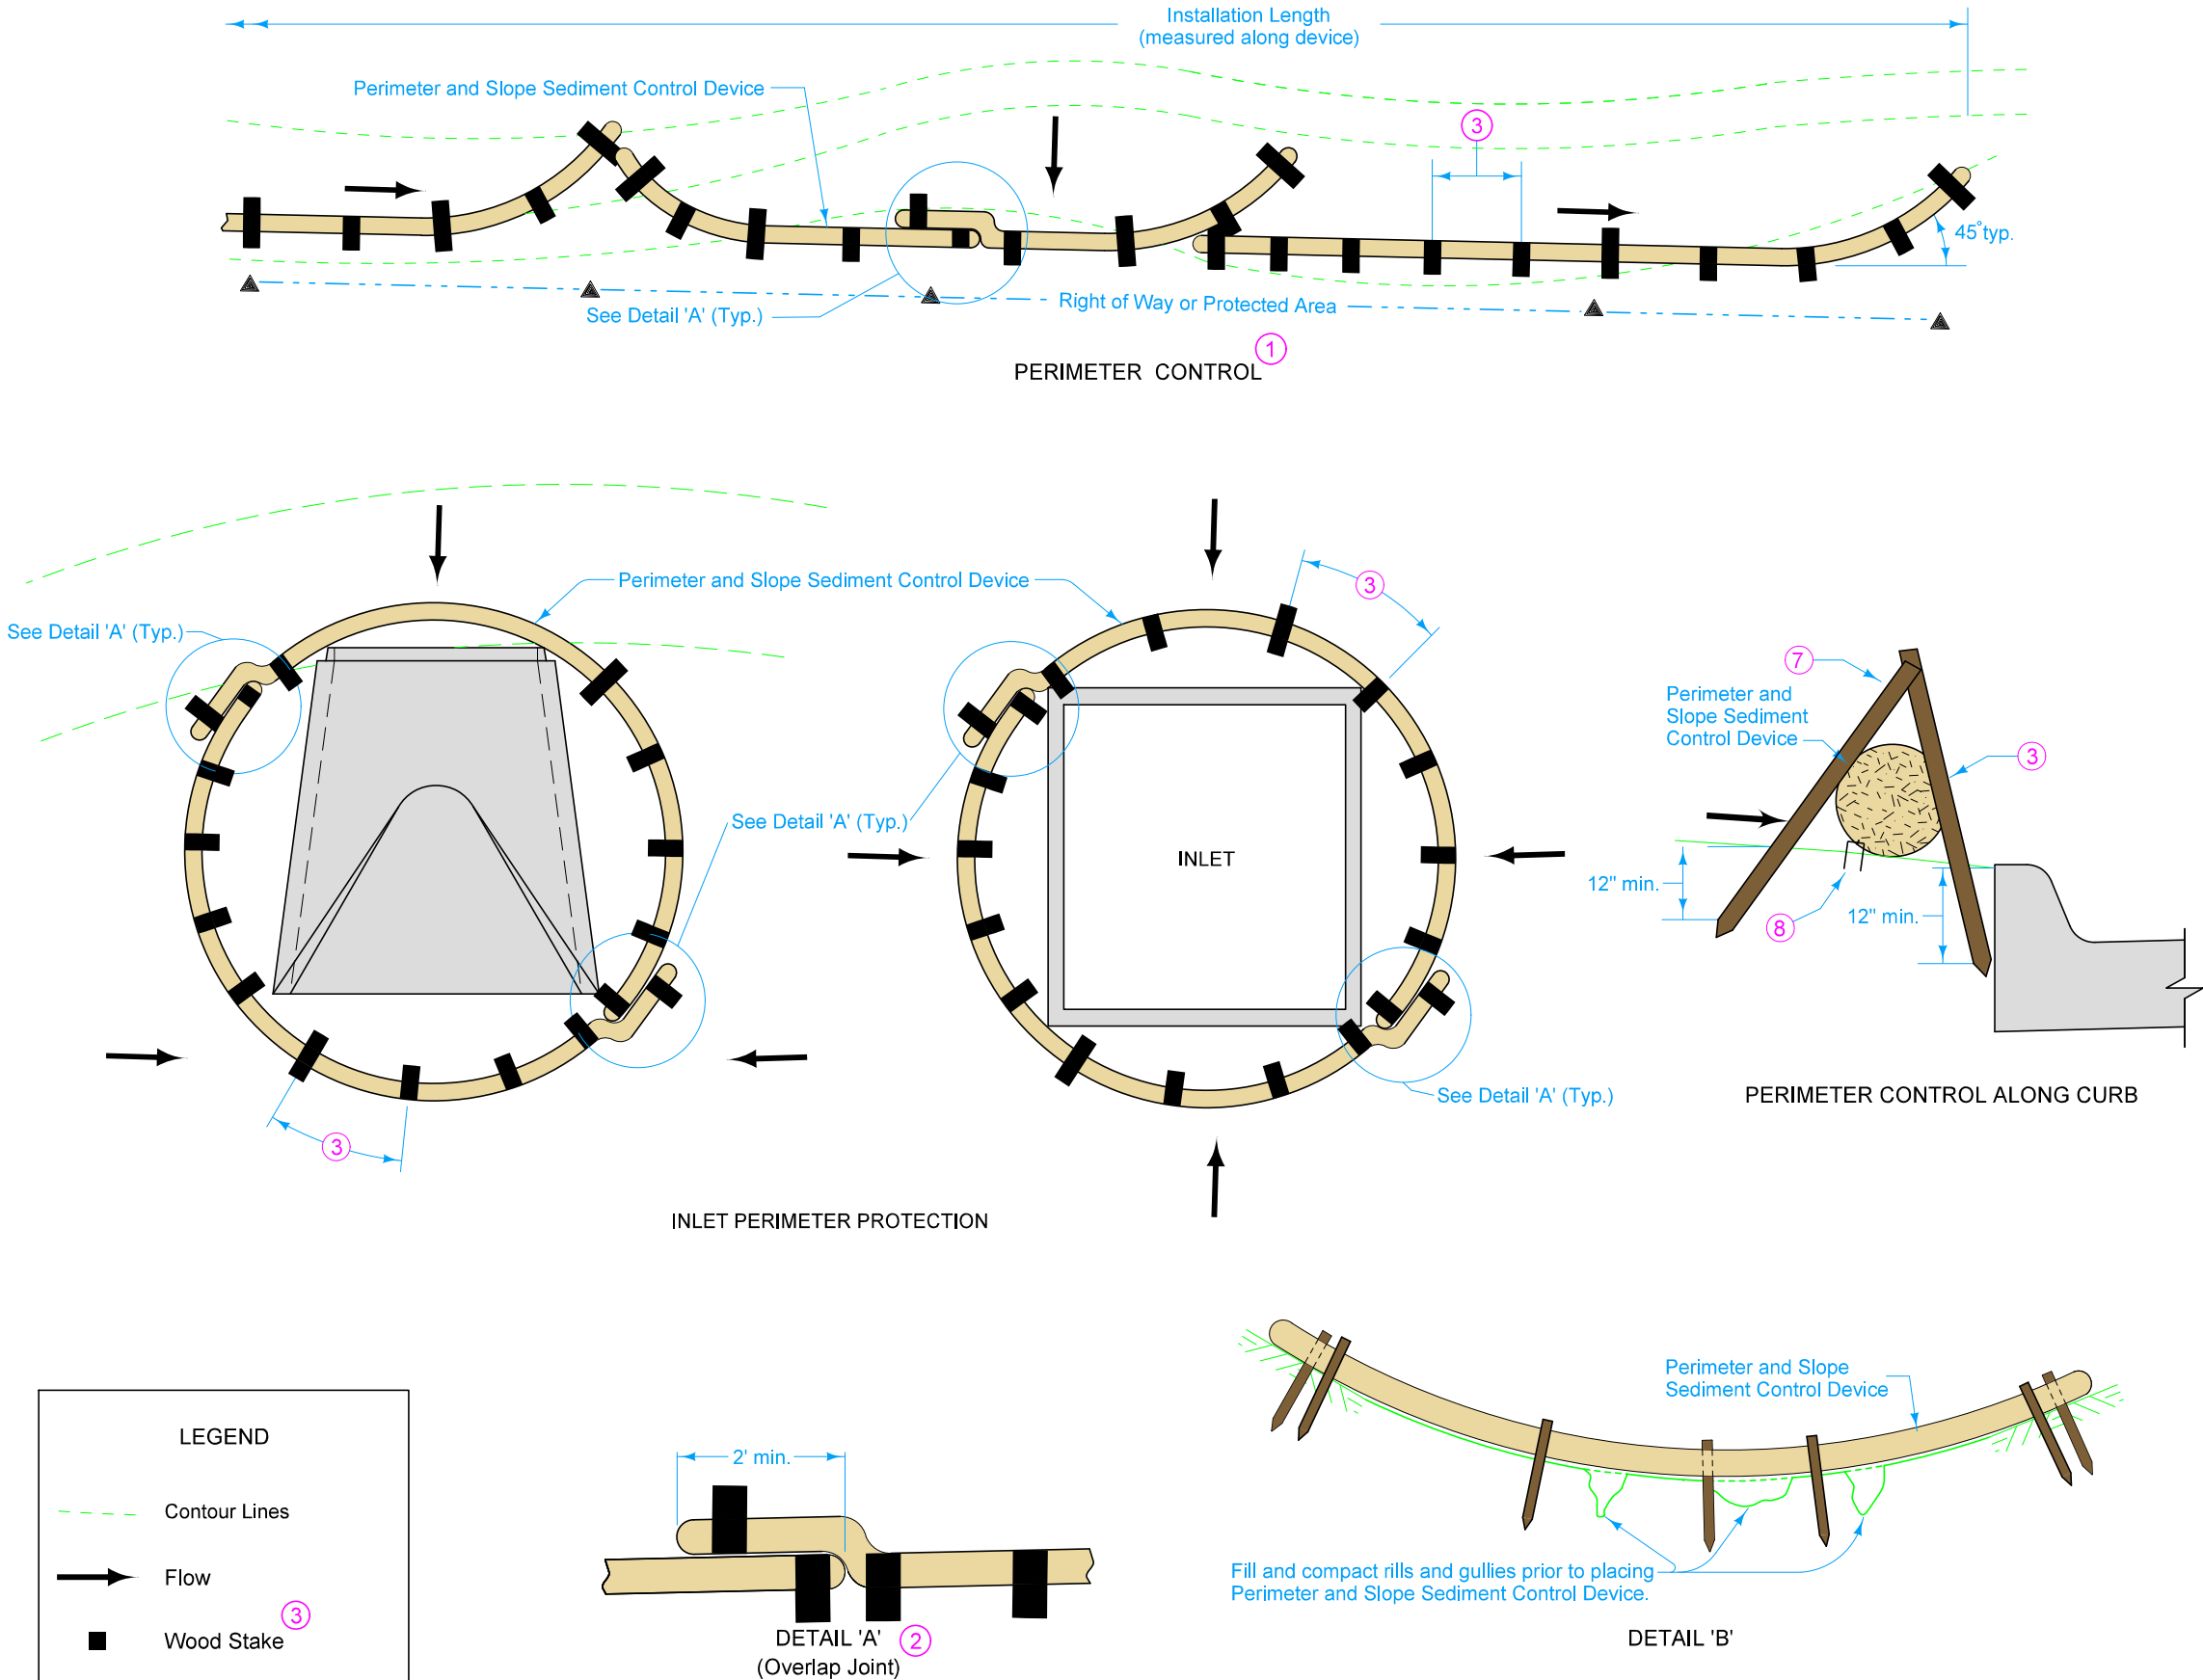 Installation Length
(measured along device)
Perimeter and Slope Sediment Control Device
3
45° typ.
See Detail 'A' (Typ.)
Right of Way or Protected Area
1
PERIMETER CONTROL
See Detail 'A' (Typ.)
Perimeter and Slope Sediment Control Device
3
7
Perimeter and
Slope Sediment
Control Device
3
See Detail 'A' (Typ.)
INLET
12" min.
12" min.
8
See Detail 'A' (Typ.)
PERIMETER CONTROL ALONG CURB
3
INLET PERIMETER PROTECTION
LEGEND
Contour Lines
Flow
3
Wood Stake
2' min.
DETAIL 'A'
2
(Overlap Joint)
Perimeter and Slope
Sediment Control Device
Fill and compact rills and gullies prior to placing
Perimeter and Slope Sediment Control Device.
DETAIL 'B'